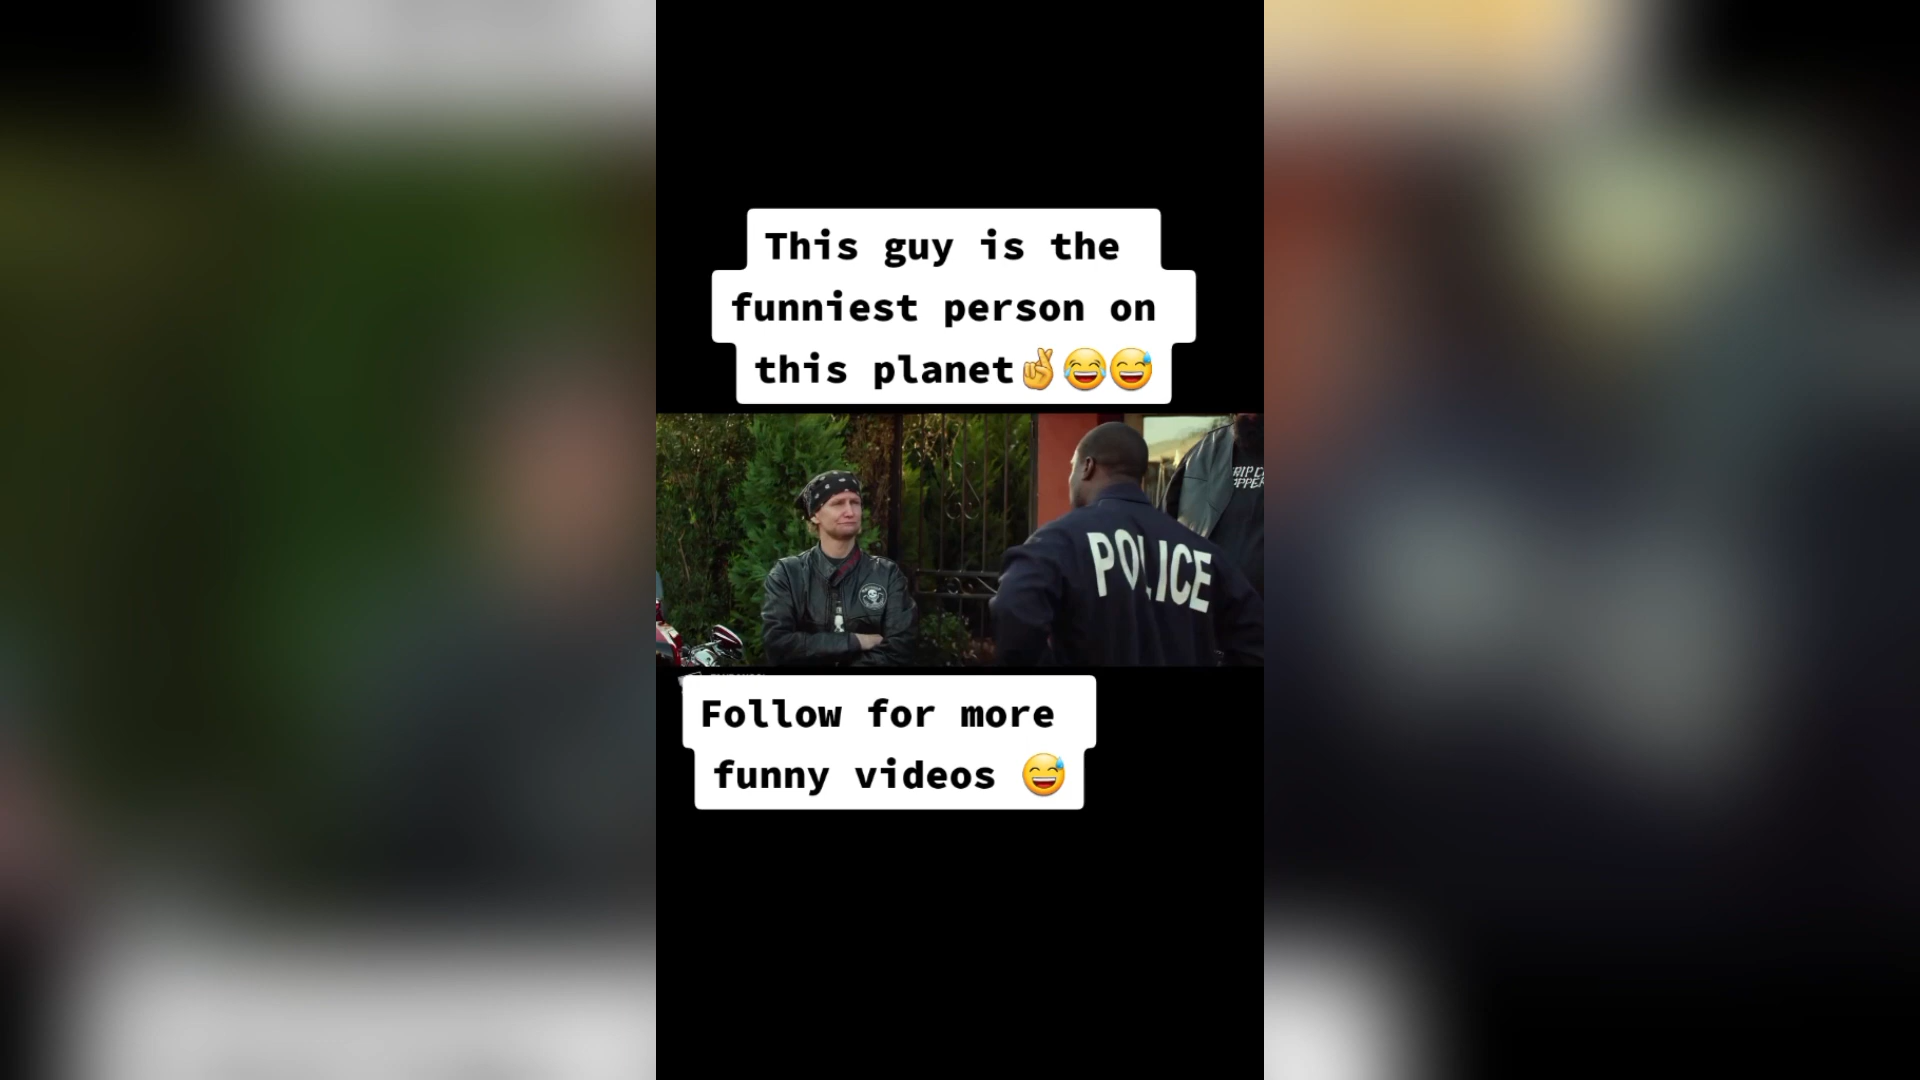 This guy is the
funniest person on
this planet🤞😂😅
POLICE
Follow for more
funny videos 😅